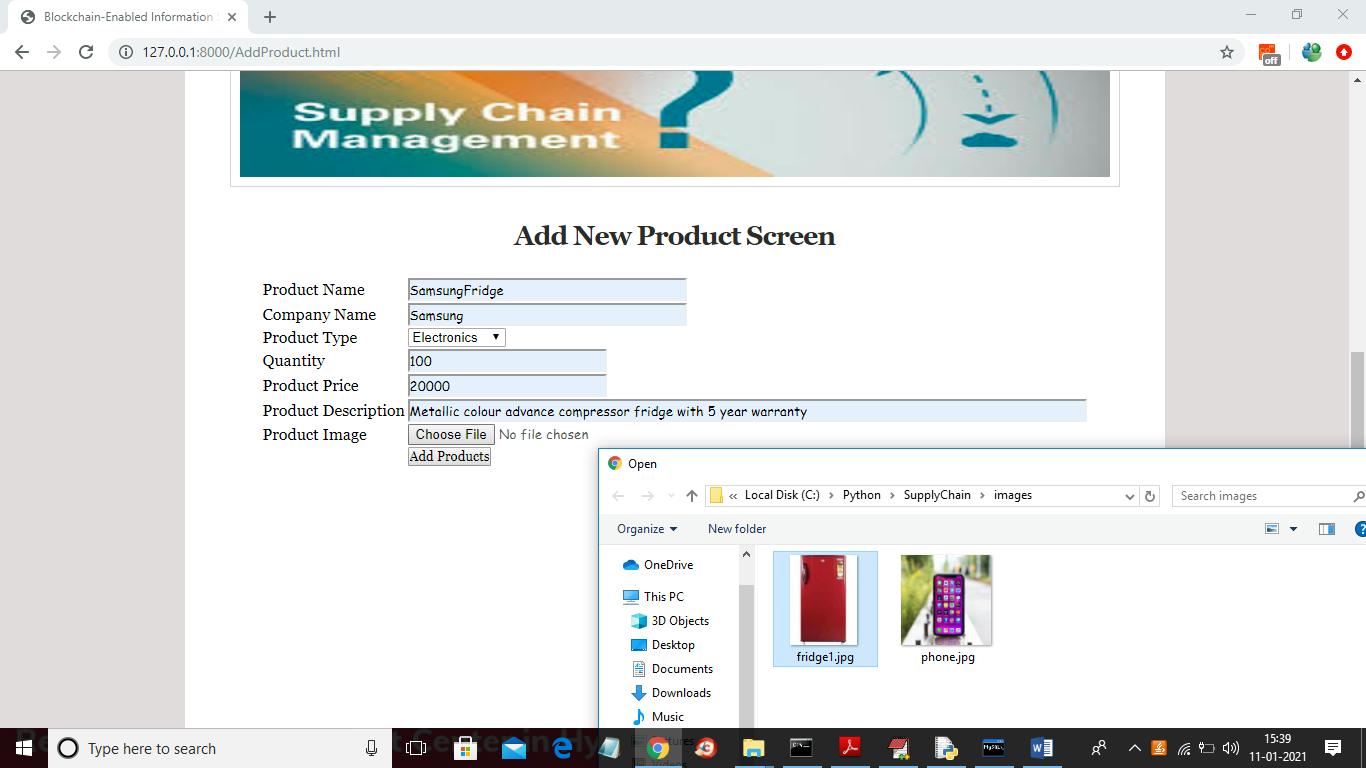 Blockchain-Enabled Information
127.0.0.1:8000/AddProduct.html
off
Supply Chain
Management
Add New Product Screen
Product Name SamsungFridge
Company Name Samsung
Product Type Electronics
Quantity 100
Product Price 20000
Product Description Metallic colour advance compressor fridge with 5 year warranty
Product Image Choose File No file chosen
Add Products
Open
« Local Disk (C:) › Python › SupplyChain › images
Search images
Organize New folder
OneDrive
This PC
3D Objects
Desktop
Documents
Downloads
Music
fridge1.jpg phone.jpg
Type here to search
15:39
11-01-2021